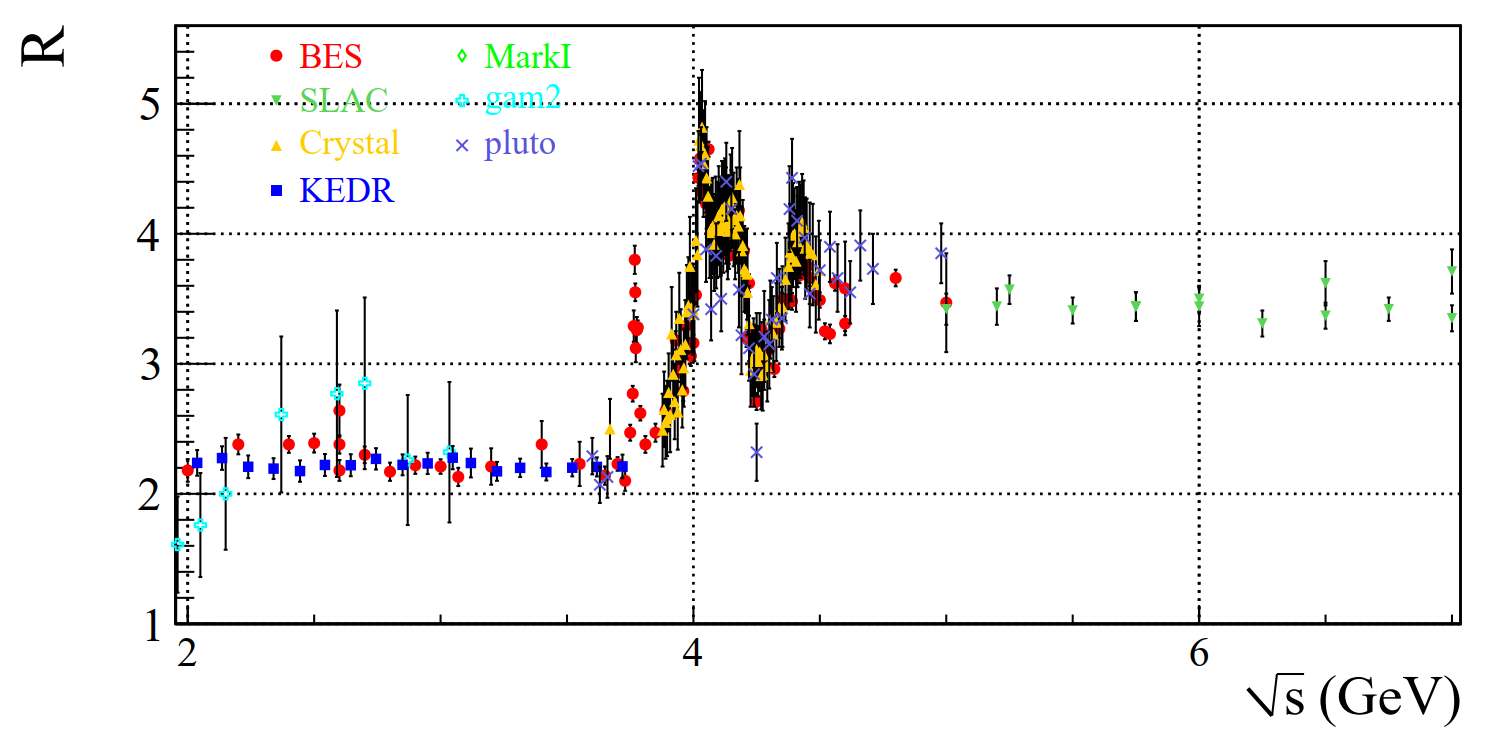 R
BES
MarkI
SLAC
gam2
Crystal
pluto
KEDR
5
4
3
2
1
2
4
6
√s (GeV)